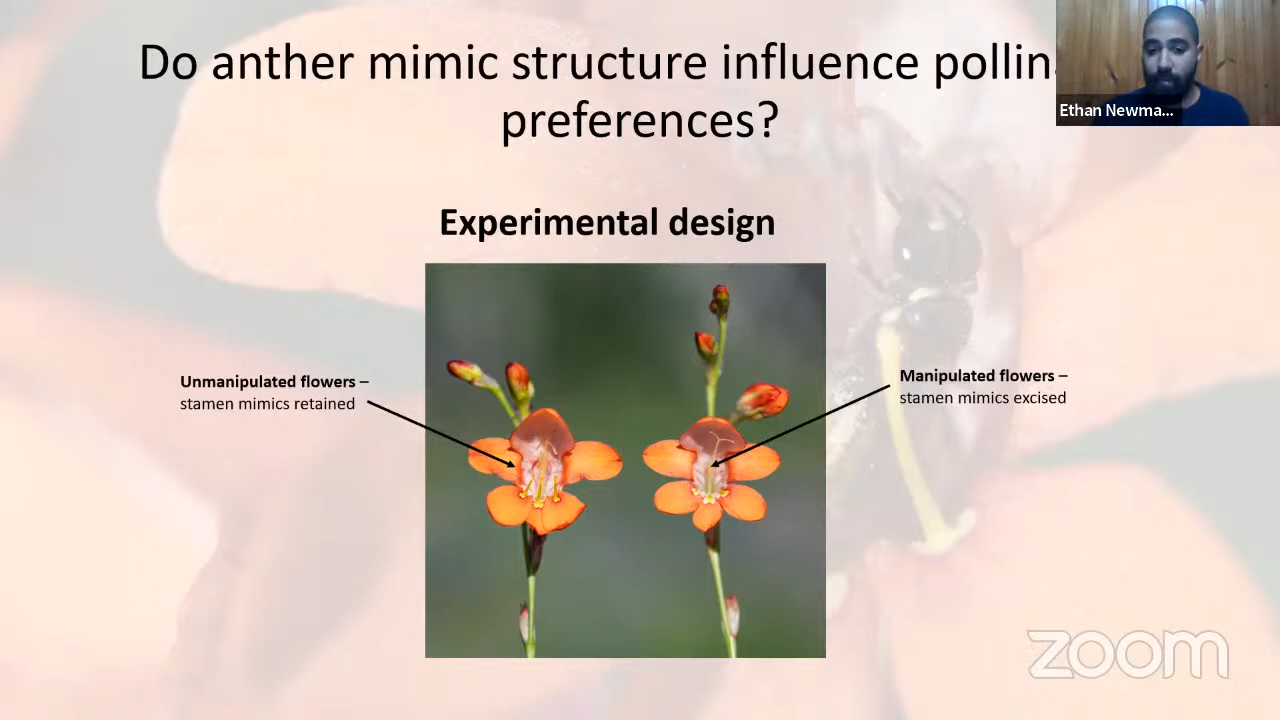 Do anther mimic structure influence
preferences?
Ethan Newma...
Experimental design
Unmanipulated flowers –
stamen mimics retained
Manipulated flowers –
stamen mimics excised
zoom